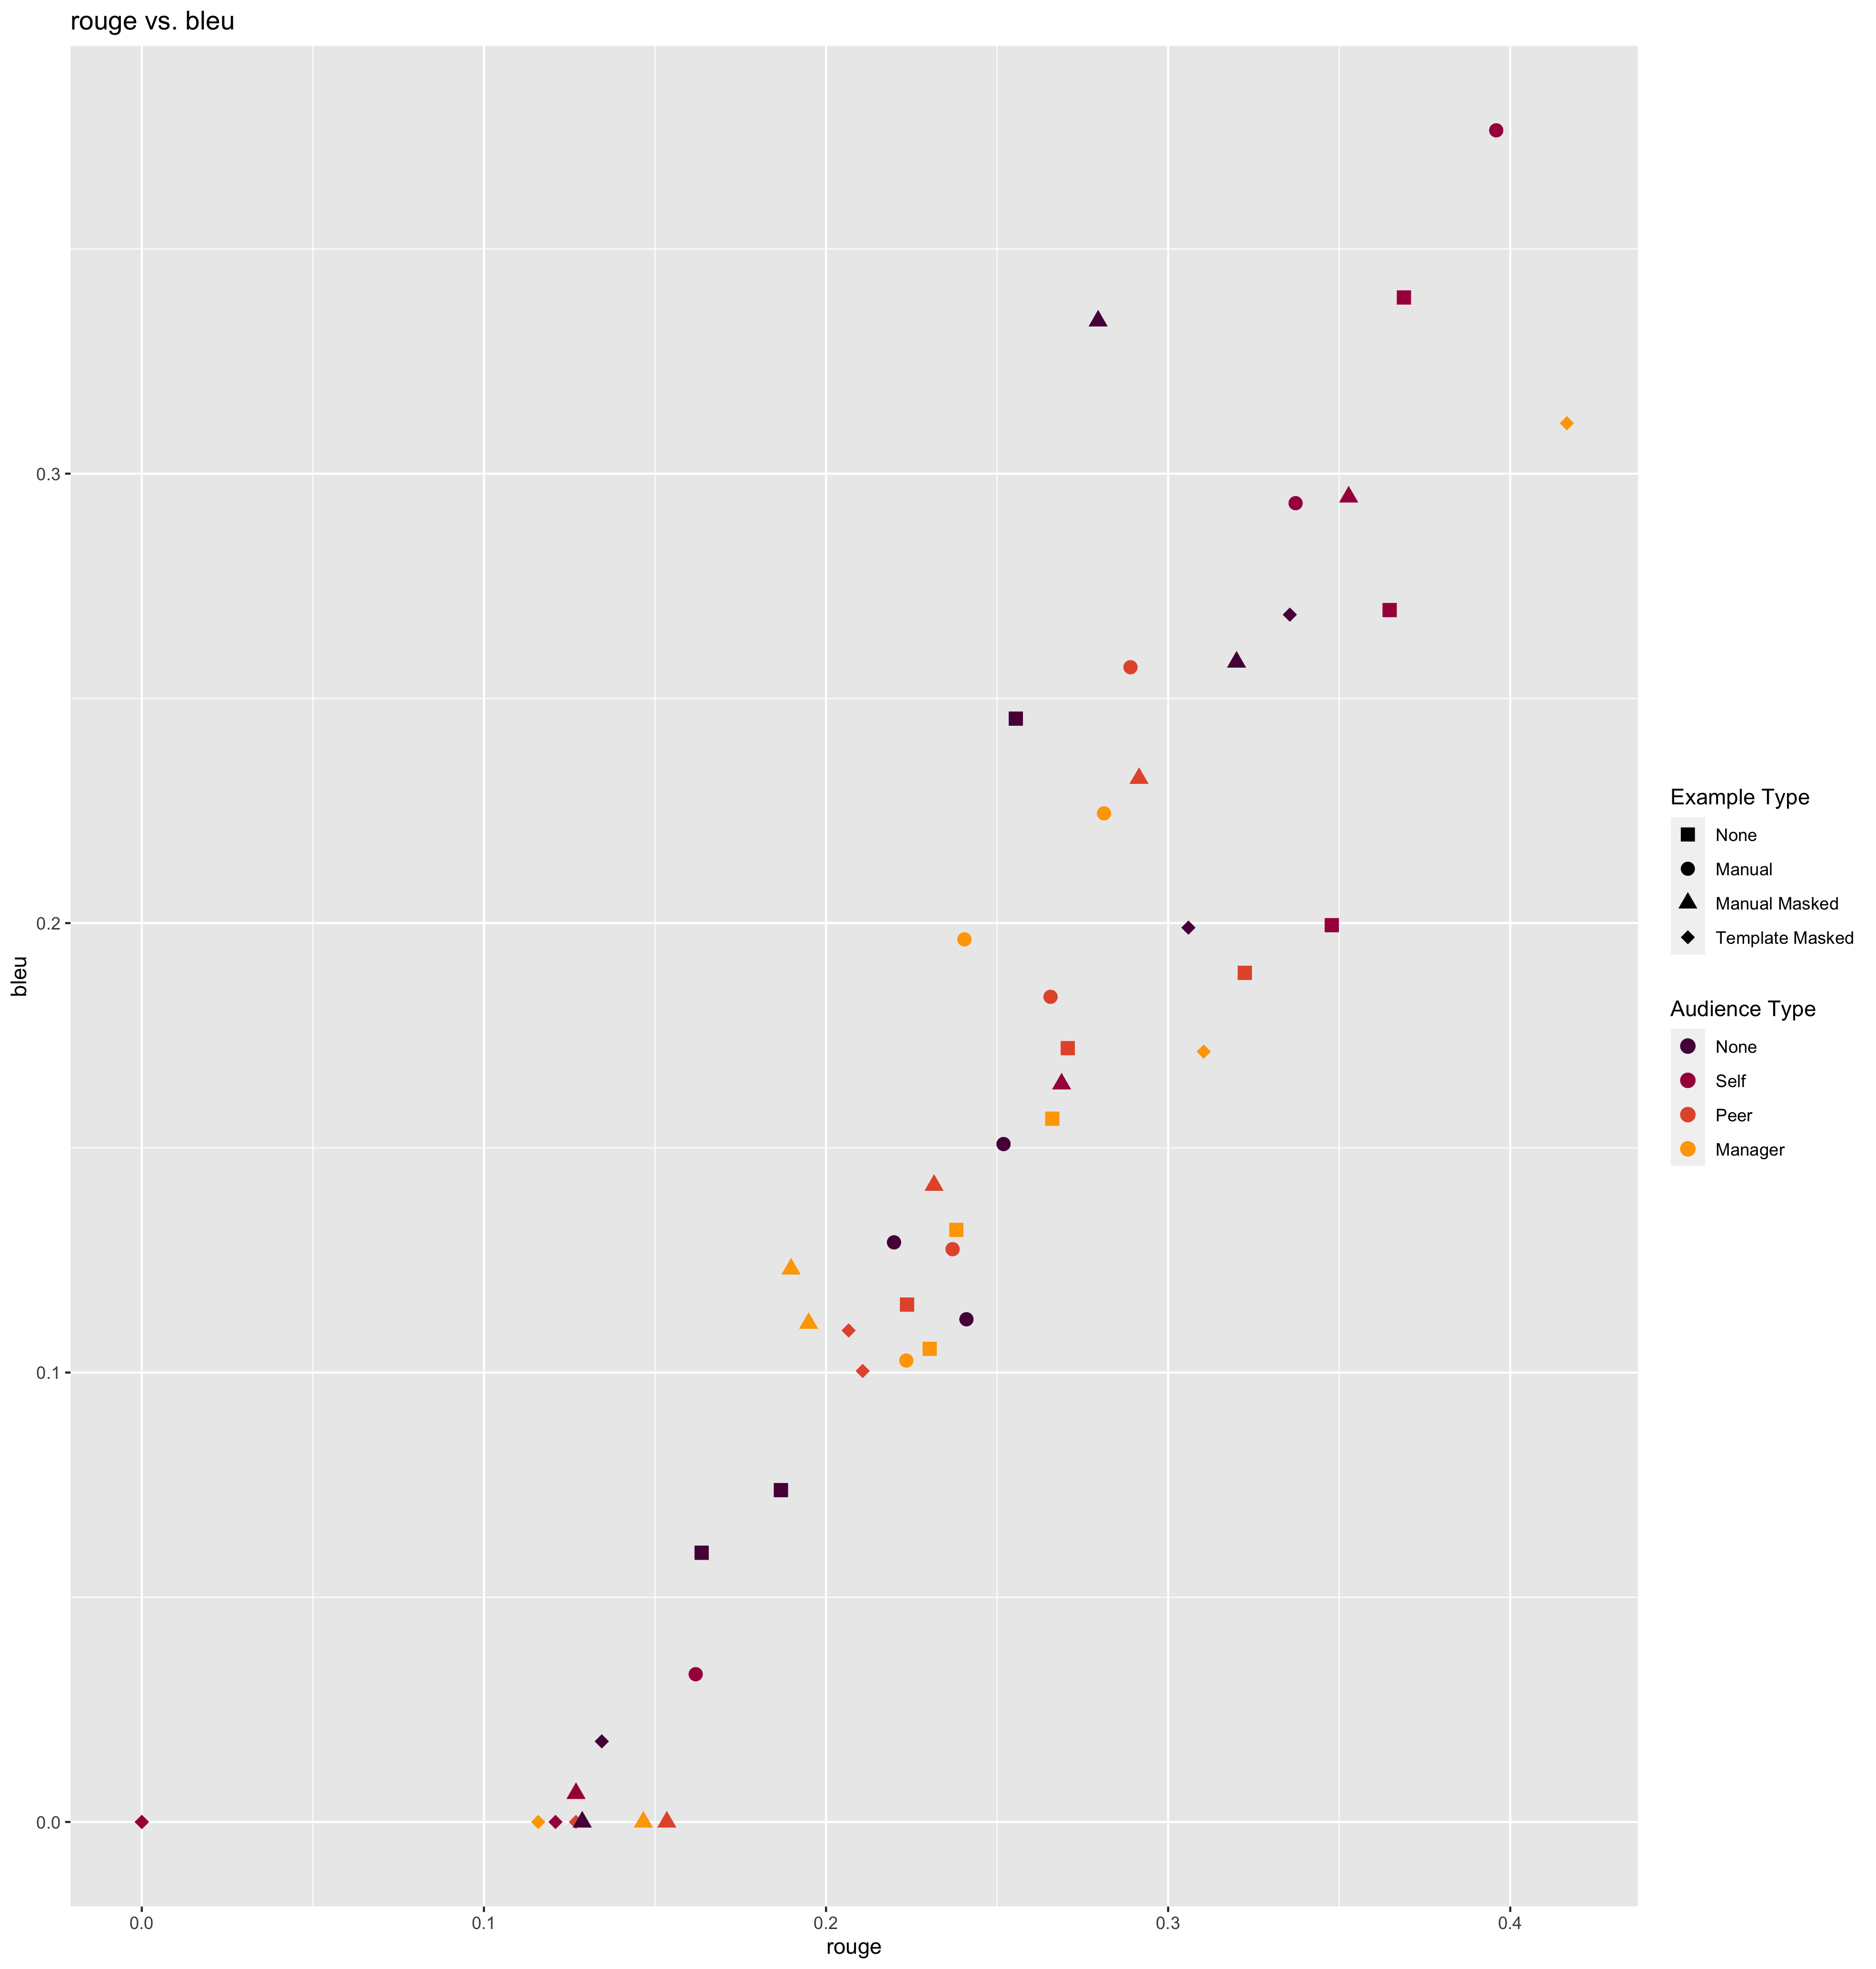 rouge vs. bleu
0.3
0.2
0.1
0.0
bleu
0.0
0.1
0.2
0.3
0.4
rouge
Example Type
None
Manual
Manual Masked
Template Masked
Audience Type
None
Self
Peer
Manager